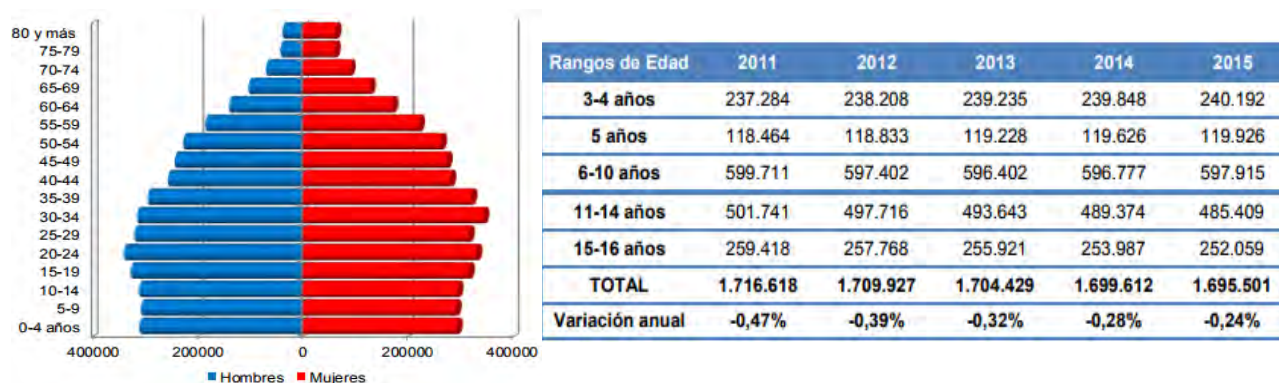 80 y más
75-79
70-74
65-69
60-64
55-59
50-54
45-49
40-44
35-39
30-34
25-29
20-24
15-19
10-14
5-9
0-4 años
400000 200000 0 200000 400000
Hombres Mujeres
Rangos de Edad 2011 2012 2013 2014 2015
3-4 años 237.284 238.208 239.235 239.848 240.192
5 años 118.464 118.833 119.228 119.626 119.926
6-10 años 599.711 597.402 596.402 596.777 597.915
11-14 años 501.741 497.716 493.643 489.374 485.409
15-16 años 259.418 257.768 255.921 253.987 252.059
TOTAL 1.716.618 1.709.927 1.704.429 1.699.612 1.695.501
Variación anual -0,47% -0,39% -0,32% -0,28% -0,24%